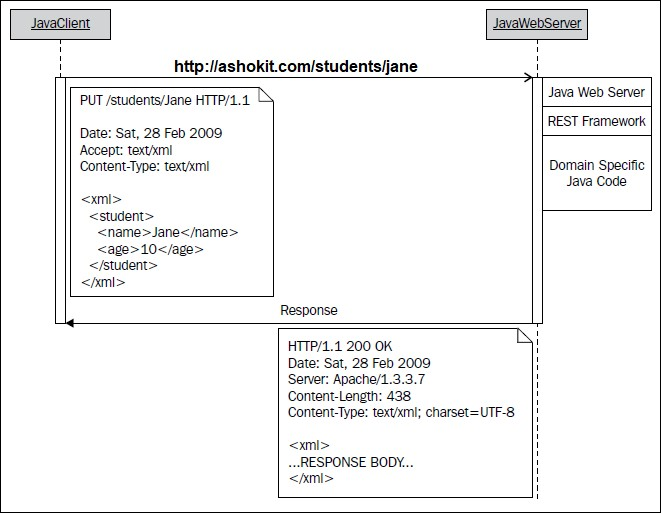 JavaClient
JavaWebServer
http://ashokit.com/students/jane
PUT /students/Jane HTTP/1.1
Date: Sat, 28 Feb 2009
Accept: text/xml
Content-Type: text/xml
<xml>
<student>
<name>Jane</name>
<age>10</age>
</student>
</xml>
Java Web Server
REST Framework
Domain Specific
Java Code
Response
HTTP/1.1 200 OK
Date: Sat, 28 Feb 2009
Server: Apache/1.3.3.7
Content-Length: 438
Content-Type: text/xml; charset=UTF-8
<xml>
...RESPONSE BODY...
</xml>